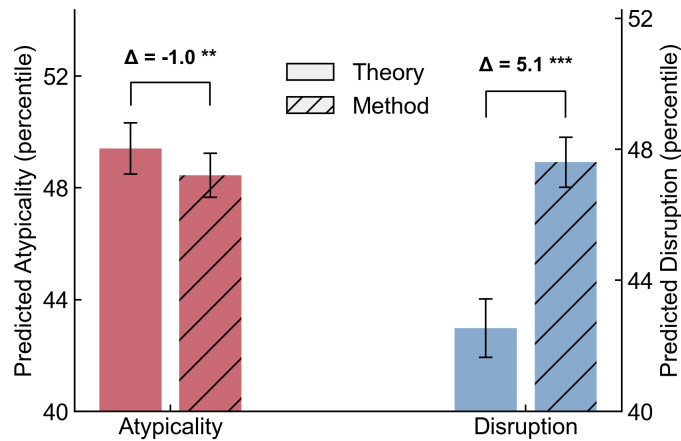 Predicted Atypicality (percentile)
52
48
44
40
Δ = -1.0 **
Theory
Method
Δ = 5.1 ***
52
48
44
40
Predicted Disruption (percentile)
Atypicality
Disruption